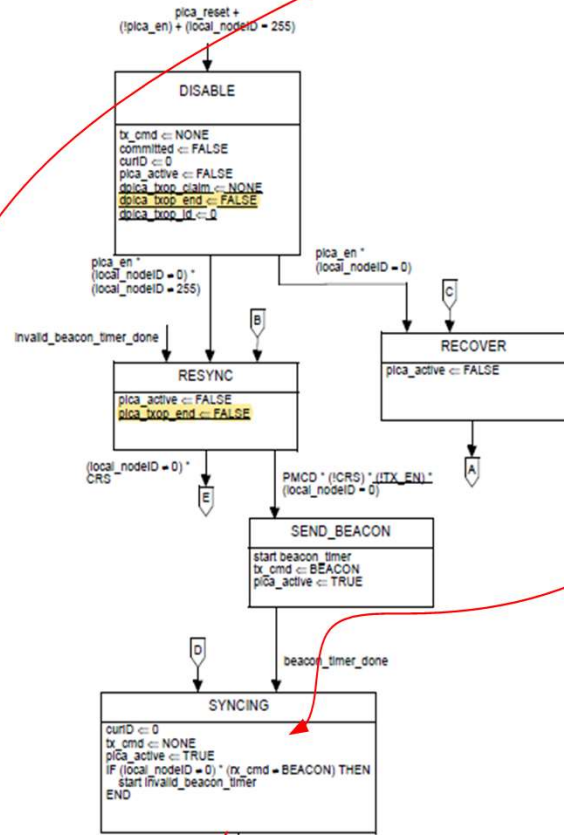 plca_reset +
(!plca_en) + (local_nodeID = 255)
DISABLE
tx_cmd ⇐ NONE
committed ⇐ FALSE
curID ⇐ 0
plca_active ⇐ FALSE
dplca_txop_claim ⇐ NONE
dplca_txop_end ⇐ FALSE
dplca_txop_id ⇐ 0
plca_en *
(local_nodeID ≠ 0) *
(local_nodeID ≠ 255)
plca_en *
(local_nodeID = 0)
invalid_beacon_timer_done
B
C
RESYNC
plca_active ⇐ FALSE
plca_txop_end ⇐ FALSE
RECOVER
plca_active ⇐ FALSE
(local_nodeID ≠ 0) *
CRS
E
PMCD * (!CRS) * (!TX_EN) *
(local_nodeID = 0)
A
SEND_BEACON
start beacon_timer
tx_cmd ⇐ BEACON
plca_active ⇐ TRUE
D
beacon_timer_done
SYNCING
curID ⇐ 0
tx_cmd ⇐ NONE
plca_active ⇐ TRUE
IF (local_nodeID ≠ 0) * (rx_cmd ≠ BEACON) THEN
start invalid_beacon_timer
END